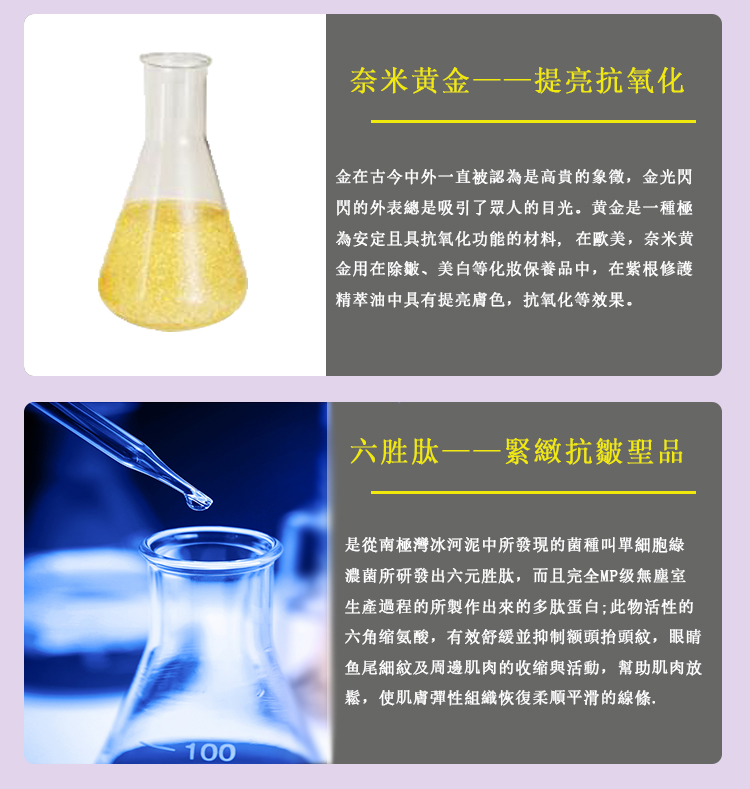 奈米黄金——提亮抗氧化
金在古今中外一直被認為是高貴的象徵，金光閃
閃的外表總是吸引了眾人的目光。黄金是一種極
為安定且具抗氧化功能的材料，在歐美，奈米黄
金用在除皺、美白等化妝保養品中，在紫根修護
精萃油中具有提亮膚色，抗氧化等效果。
六胜肽——緊緻抗皺聖品
是從南極灣冰河泥中所發現的菌種叫單細胞綠
濃菌所研發出六元胜肽，而且完全MP级無塵室
生產過程的所製作出來的多肽蛋白;此物活性的
六角缩氨酸，有效舒緩並抑制额頭抬頭紋，眼睛
鱼尾細紋及周邊肌肉的收缩與活動，幫助肌肉放
鬆，使肌膚彈性組織恢復柔順平滑的線條.
100